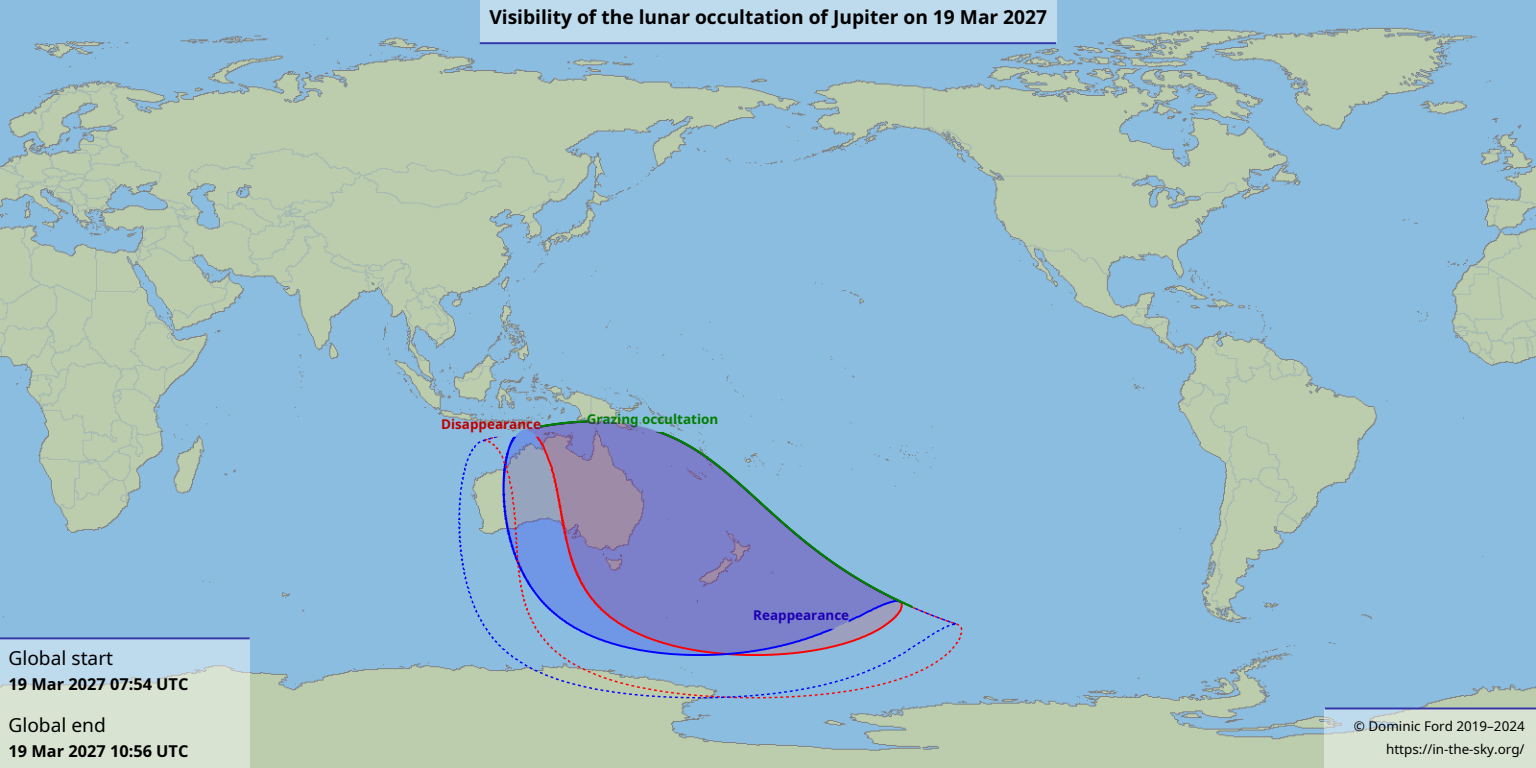 Visibility of the lunar occultation of Jupiter on 19 Mar 2027
Disappearance
Grazing occultation
Reappearance
Global start
19 Mar 2027 07:54 UTC
Global end
19 Mar 2027 10:56 UTC
© Dominic Ford 2019–2024
https://in-the-sky.org/